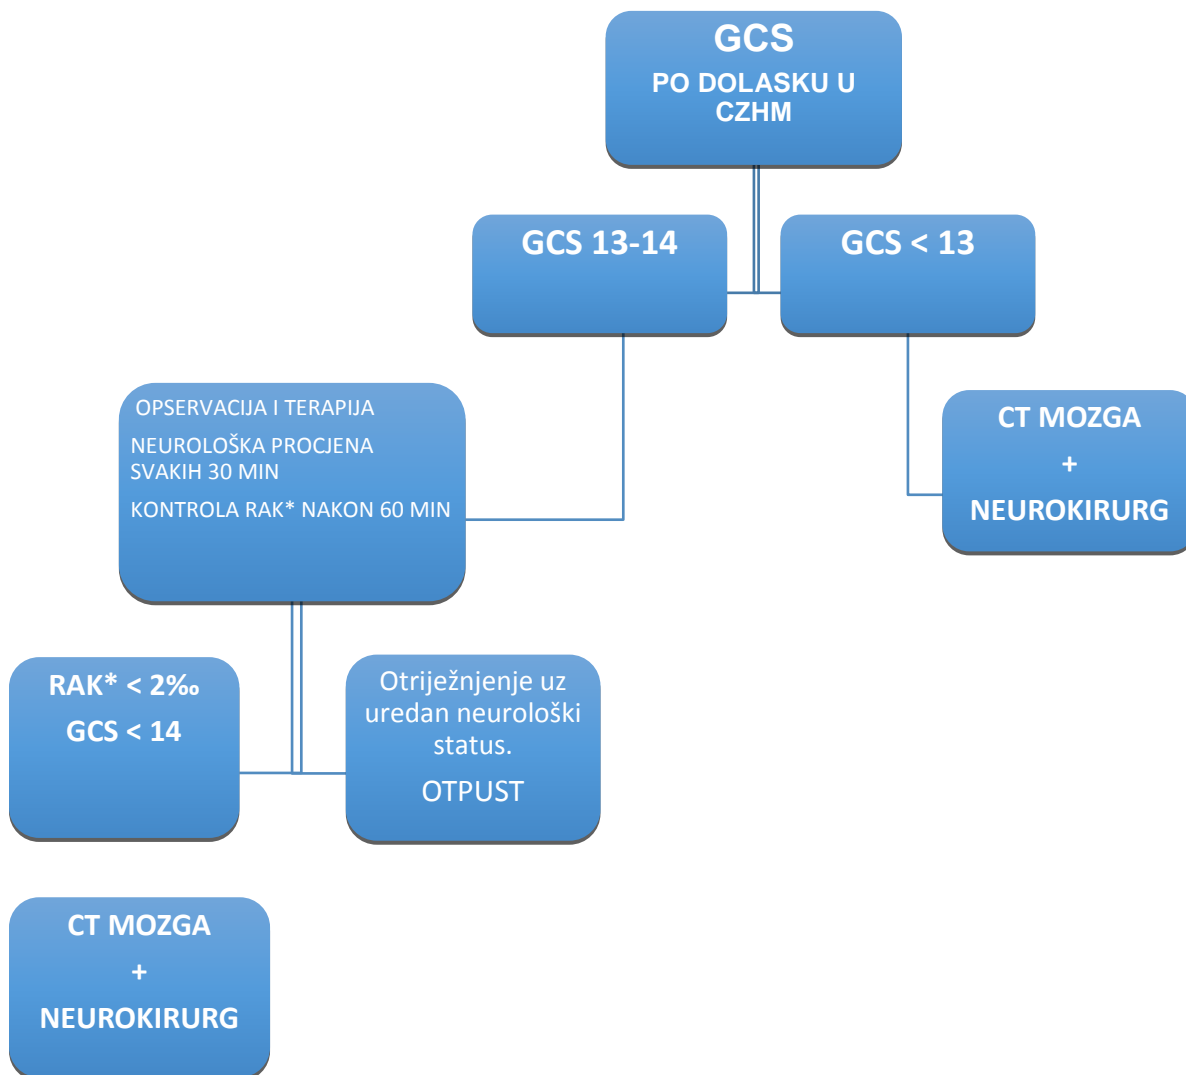 GCS
PO DOLASKU U
CZHM
GCS 13-14
GCS < 13
OPSERVACIJA I TERAPIJA
NEUROLOŠKA PROCJENA
SVAKIH 30 MIN
KONTROLA RAK* NAKON 60 MIN
CT MOZGA
+
NEUROKIRURG
RAK* < 2‰
GCS < 14
Otriježnjenje uz
uredan neurološki
status.
OTPUST
CT MOZGA
+
NEUROKIRURG